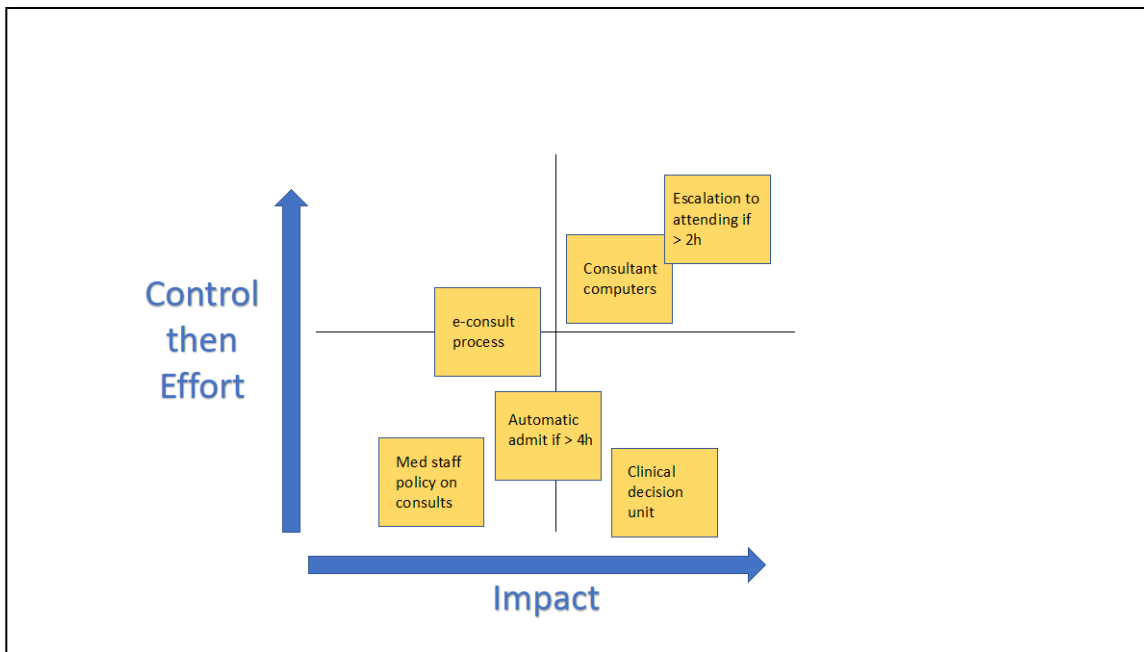 Escalation to
attending if
> 2h
Consultant
computers
e-consult
process
Control
then
Effort
Automatic
admit if > 4h
Med staff
policy on
consults
Clinical
decision
unit
Impact